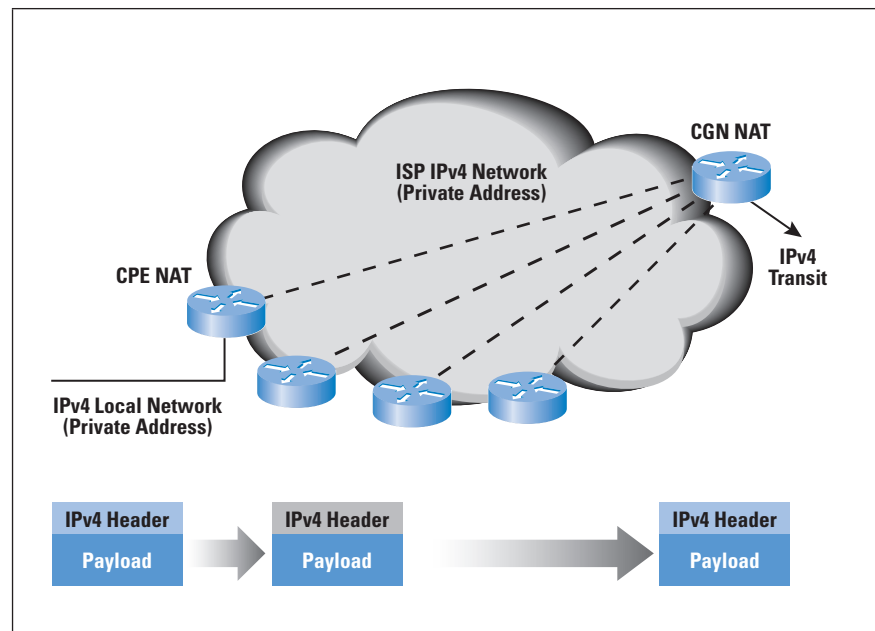 CGN NAT
ISP IPv4 Network
(Private Address)
IPv4
Transit
CPE NAT
IPv4 Local Network
(Private Address)
IPv4 Header
Payload
IPv4 Header
Payload
IPv4 Header
Payload